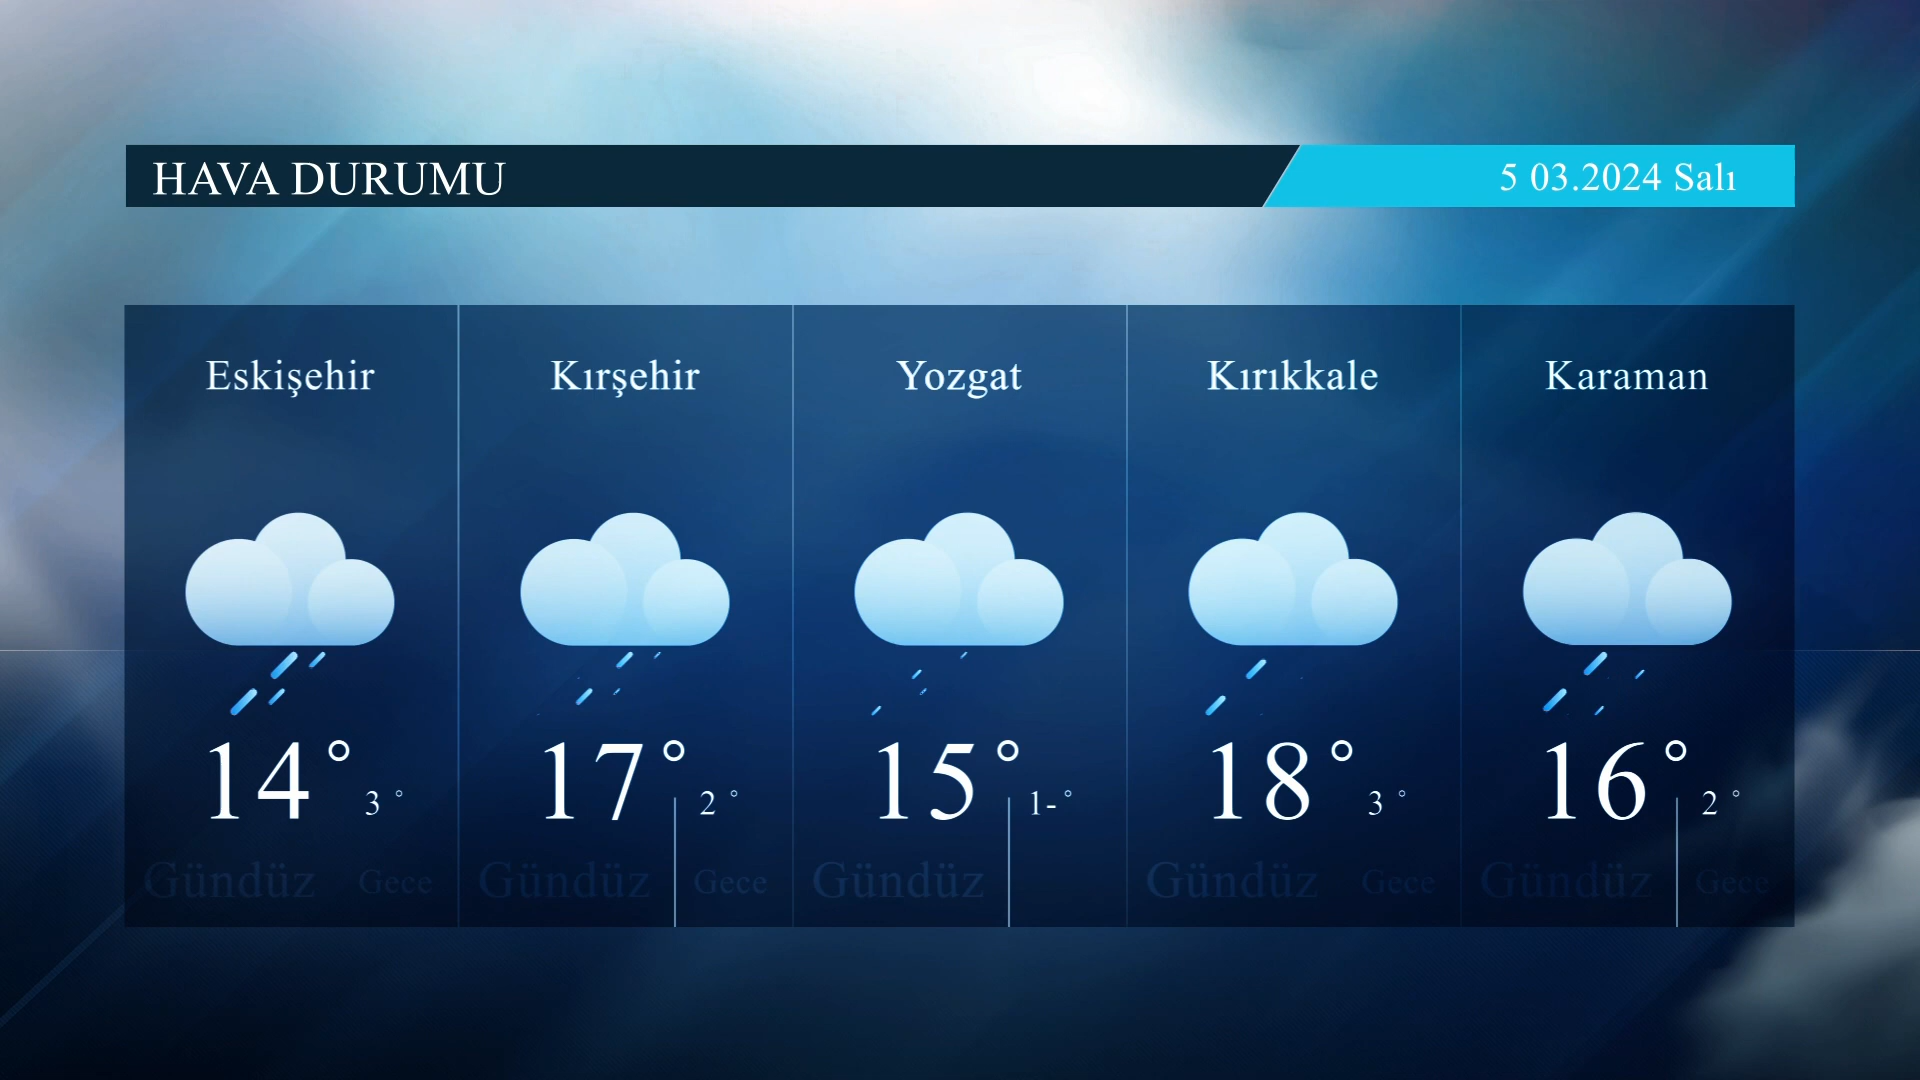 HAVA DURUMU
5 03.2024 Salı
Eskişehir
14° 3 °
Gündüz Gece
Kırşehir
17° 2 °
Gündüz Gece
Yozgat
15° 1-°
Gündüz
Kırıkkale
18° 3 °
Gündüz Gece
Karaman
16° 2 °
Gündüz Gece